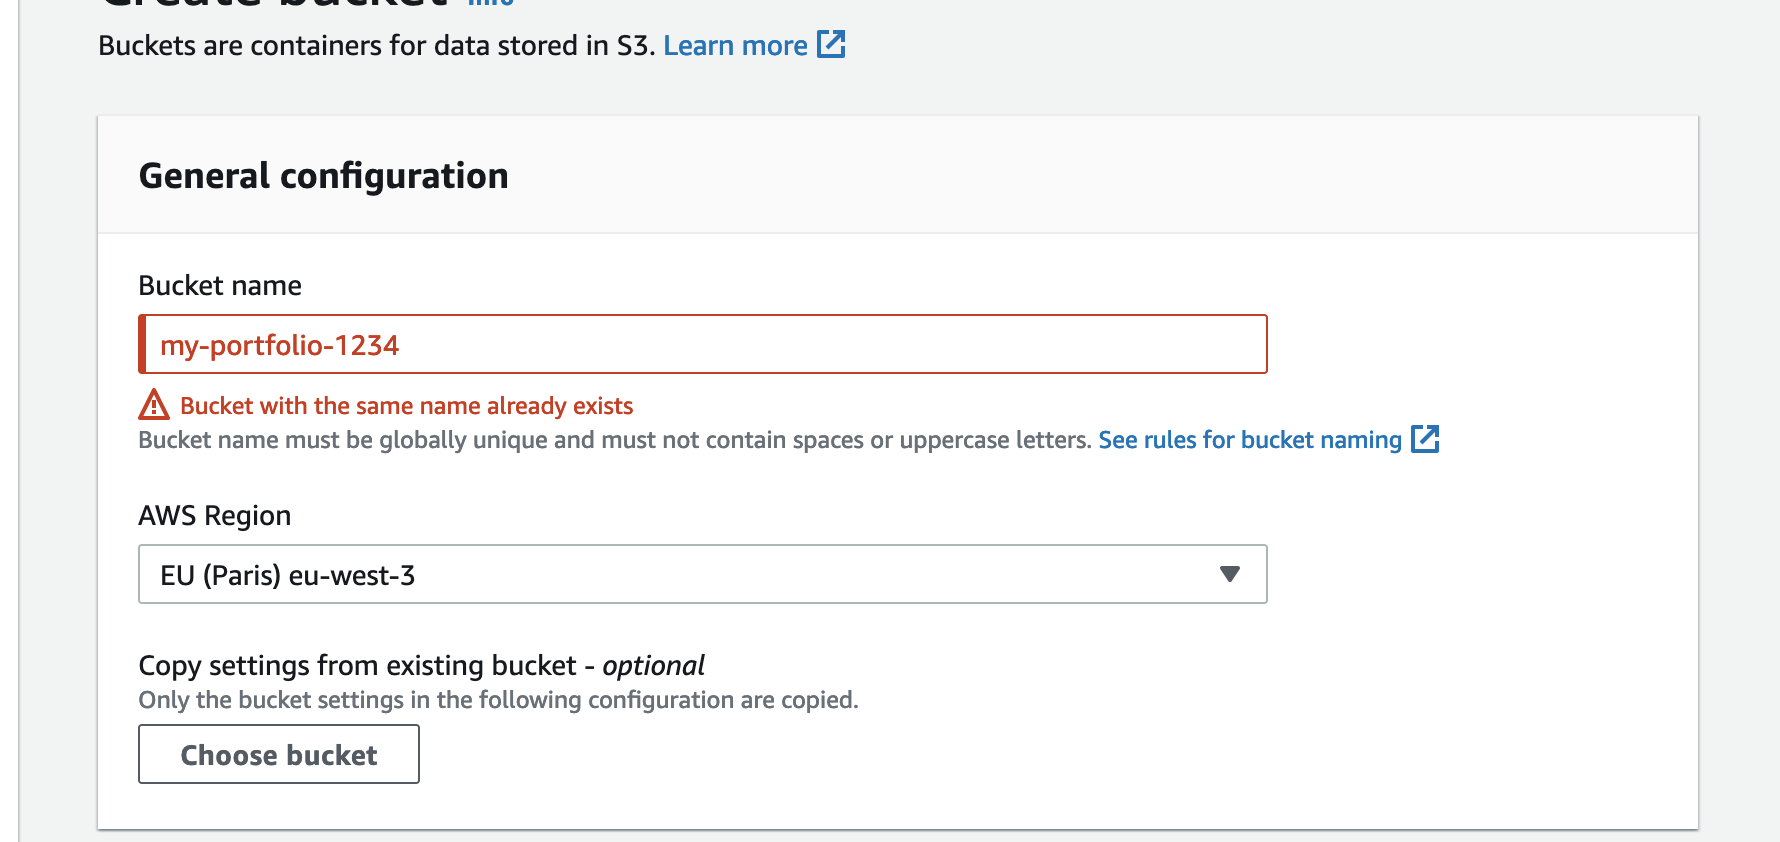 Create bucket Info
Buckets are containers for data stored in S3. Learn more
General configuration
Bucket name
my-portfolio-1234
Bucket with the same name already exists
Bucket name must be globally unique and must not contain spaces or uppercase letters. See rules for bucket naming
AWS Region
EU (Paris) eu-west-3
Copy settings from existing bucket - optional
Only the bucket settings in the following configuration are copied.
Choose bucket